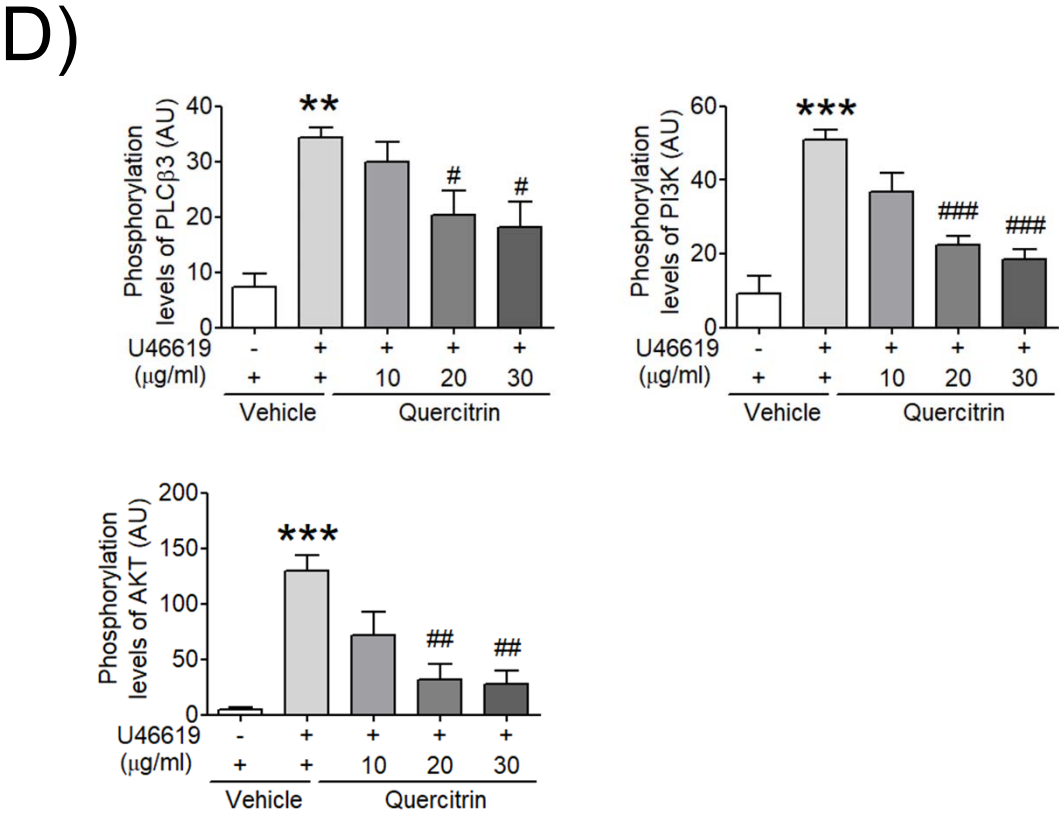 D)
Phosphorylation
levels of PLCβ3 (AU)
40
30
20
10
0
**
#
#
U46619 - + + + +
(μg/ml) + + 10 20 30
Vehicle Quercitrin
Phosphorylation
levels of PI3K (AU)
60
40
20
0
***
###
###
U46619 - + + + +
(μg/ml) + + 10 20 30
Vehicle Quercitrin
Phosphorylation
levels of AKT (AU)
200
150
100
50
0
***
##
##
U46619 - + + + +
(μg/ml) + + 10 20 30
Vehicle Quercitrin